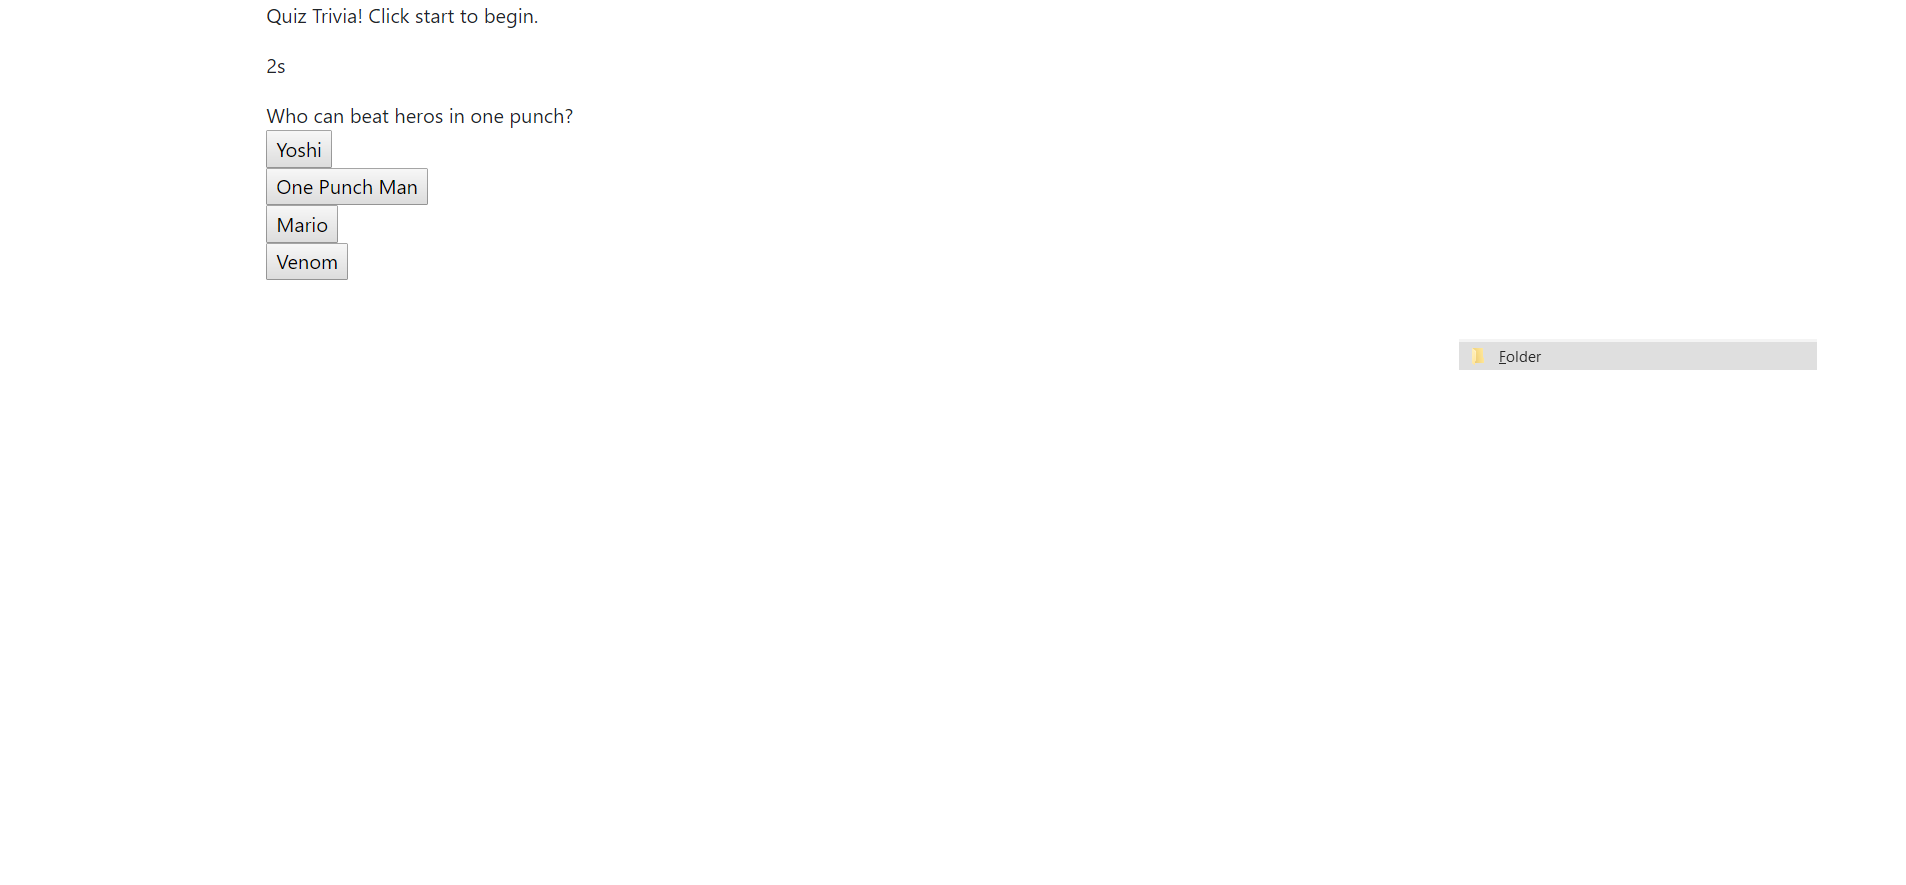 Quiz Trivia! Click start to begin.
2s
Who can beat heros in one punch?
Yoshi
One Punch Man
Mario
Venom
Folder